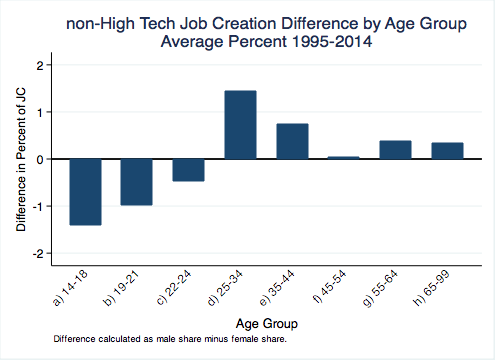 non-High Tech Job Creation Difference by Age Group
Average Percent 1995-2014
Difference in Percent of JC
2
1
0
-1
-2
a) 14-18
b) 19-21
c) 22-24
d) 25-34
e) 35-44
f) 45-54
g) 55-64
h) 65-99
Age Group
Difference calculated as male share minus female share.